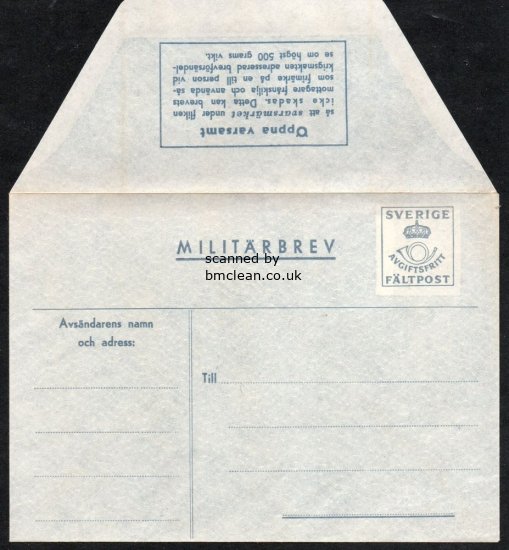 Öppna varsamt
så att svarsmärket under fliken
icke skadas. Detta kan brevets
mottagare frånskilja och använda så-
som frimärke på en till en person vid
krigsmakten adresserad brevförsändel-
se om högst 500 grams vikt.
SVERIGE
AVGIFTSFRITT
FÄLTPOST
MILITÄRBREV
scanned by
bmclean.co.uk
Avsändarens namn
och adress:
Till